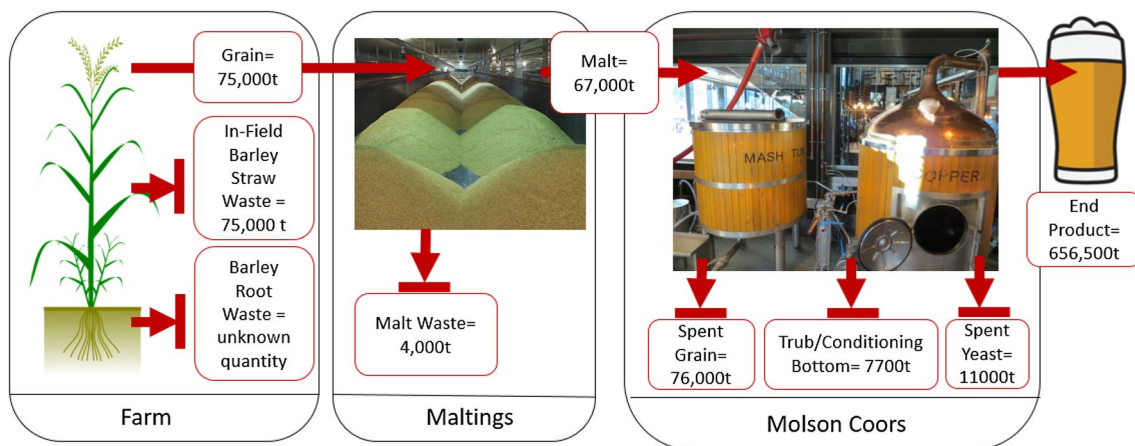 Grain=
75,000t
In-Field
Barley
Straw
Waste =
75,000 t
Barley
Root
Waste =
unknown
quantity
Farm
Malt Waste=
4,000t
Maltings
Malt=
67,000t
MASH TUN
COPPER
Spent
Grain=
76,000t
Trub/Conditioning
Bottom= 7700t
Spent
Yeast=
11000t
Molson Coors
End
Product=
656,500t